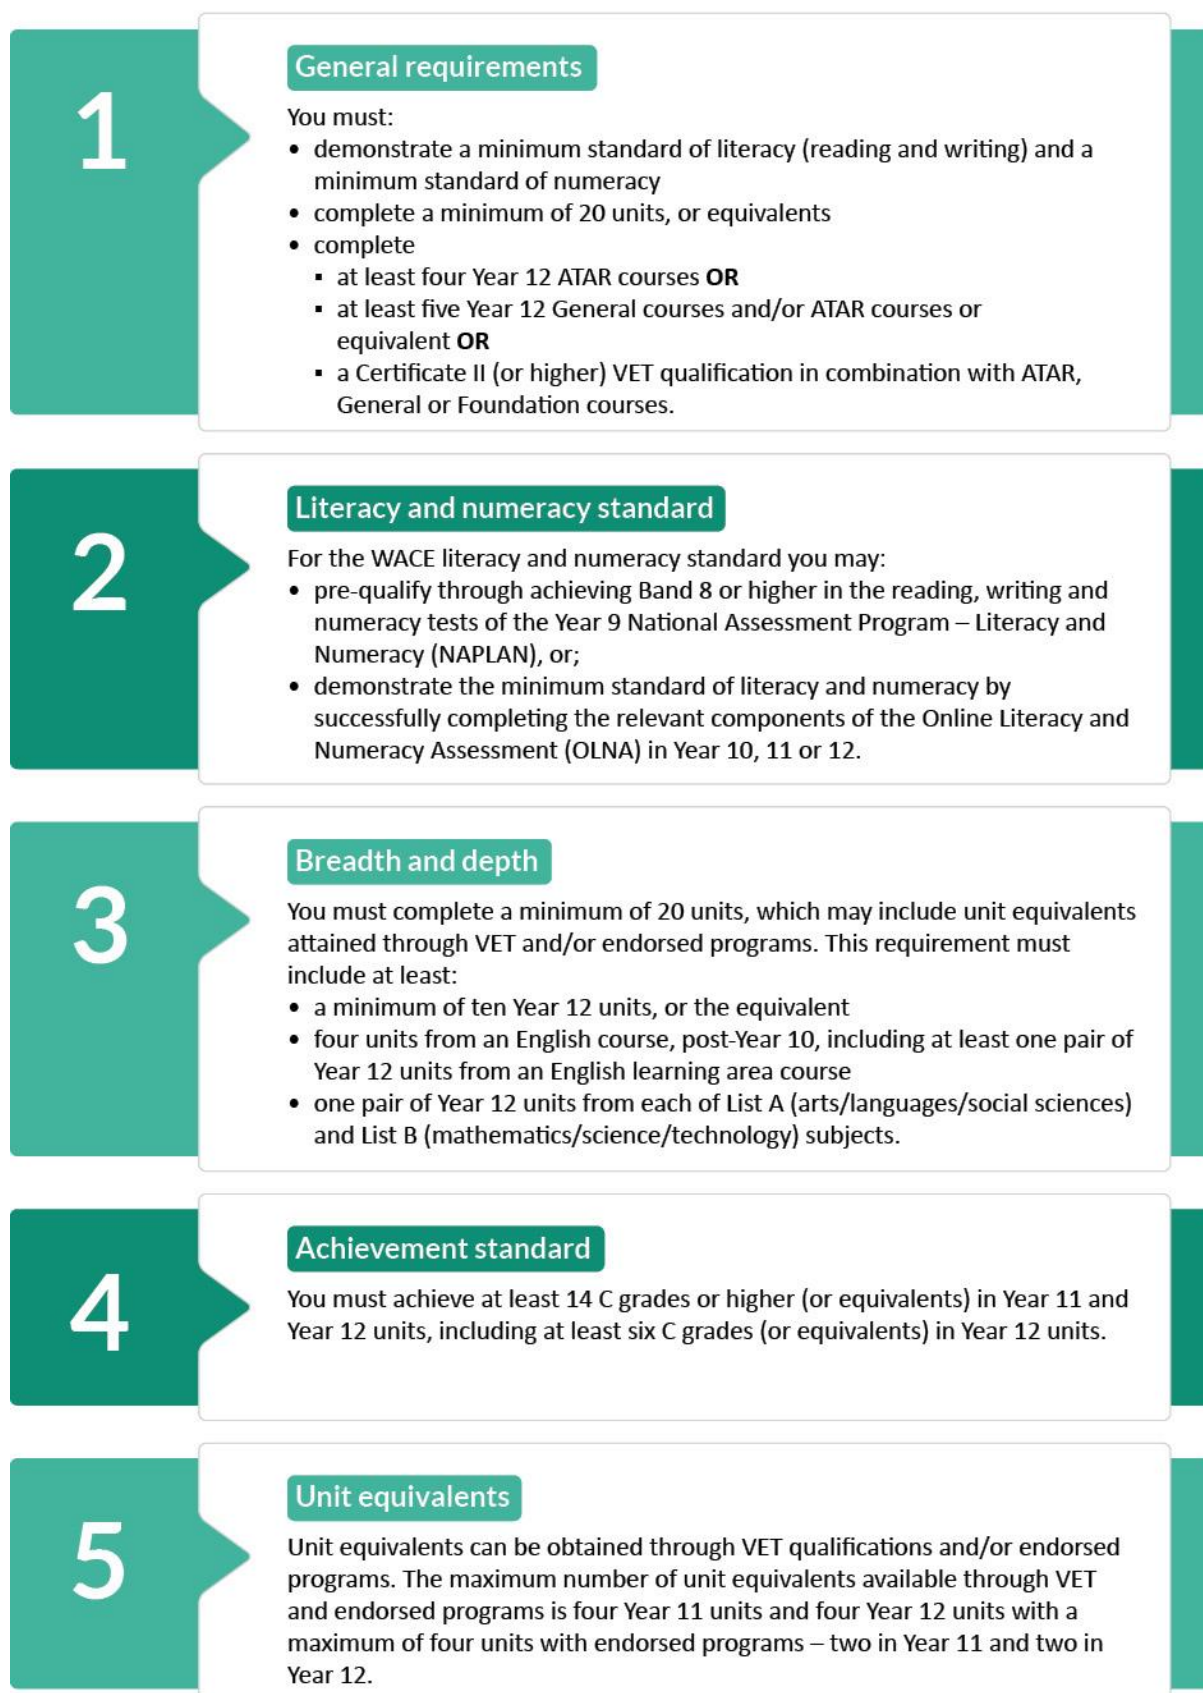 1
General requirements
You must:
• demonstrate a minimum standard of literacy (reading and writing) and a
minimum standard of numeracy
• complete a minimum of 20 units, or equivalents
• complete
▪ at least four Year 12 ATAR courses OR
▪ at least five Year 12 General courses and/or ATAR courses or
equivalent OR
▪ a Certificate II (or higher) VET qualification in combination with ATAR,
General or Foundation courses.
2
Literacy and numeracy standard
For the WACE literacy and numeracy standard you may:
• pre-qualify through achieving Band 8 or higher in the reading, writing and
numeracy tests of the Year 9 National Assessment Program – Literacy and
Numeracy (NAPLAN), or;
• demonstrate the minimum standard of literacy and numeracy by
successfully completing the relevant components of the Online Literacy and
Numeracy Assessment (OLNA) in Year 10, 11 or 12.
3
Breadth and depth
You must complete a minimum of 20 units, which may include unit equivalents
attained through VET and/or endorsed programs. This requirement must
include at least:
• a minimum of ten Year 12 units, or the equivalent
• four units from an English course, post-Year 10, including at least one pair of
Year 12 units from an English learning area course
• one pair of Year 12 units from each of List A (arts/languages/social sciences)
and List B (mathematics/science/technology) subjects.
4
Achievement standard
You must achieve at least 14 C grades or higher (or equivalents) in Year 11 and
Year 12 units, including at least six C grades (or equivalents) in Year 12 units.
5
Unit equivalents
Unit equivalents can be obtained through VET qualifications and/or endorsed
programs. The maximum number of unit equivalents available through VET
and endorsed programs is four Year 11 units and four Year 12 units with a
maximum of four units with endorsed programs – two in Year 11 and two in
Year 12.